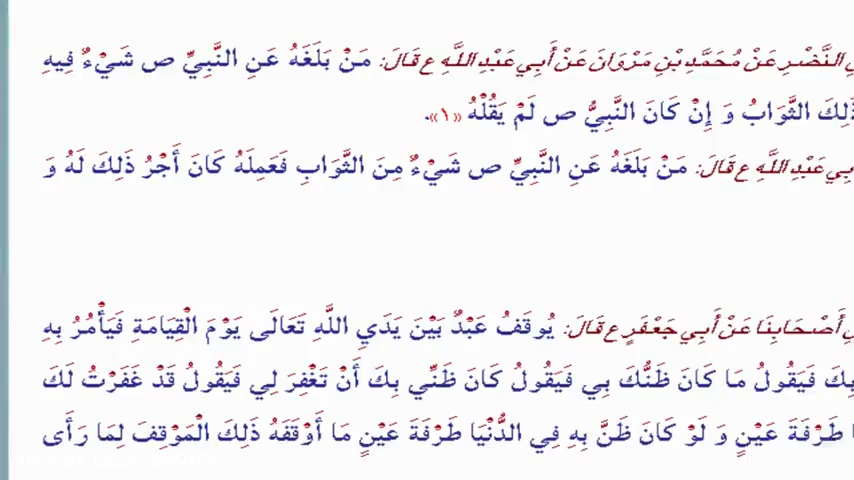 النَّضْرِ عَنْ مُحَمَّدِ بْنِ مَرْوَانَ عَنْ أَبِي عَبْدِ اللَّهِ ع قَالَ: مَنْ بَلَغَهُ عَنِ النَّبِيِّ ص شَيْءٌ فِيهِ
ذَلِكَ الثَّوَابُ وَ إِنْ كَانَ النَّبِيُّ ص لَمْ يَقُلْهُ «١».
أَبِي عَبْدِ اللَّهِ ع قَالَ: مَنْ بَلَغَهُ عَنِ النَّبِيِّ ص شَيْءٌ مِنَ الثَّوَابِ فَعَمِلَهُ كَانَ أَجْرُ ذَلِكَ لَهُ وَ
أَصْحَابِنَا عَنْ أَبِي جَعْفَرٍ ع قَالَ: يُوقَفُ عَبْدٌ بَيْنَ يَدَيِ اللَّهِ تَعَالَى يَوْمَ الْقِيَامَةِ فَيَأْمُرُ بِهِ
بِكَ فَيَقُولُ مَا كَانَ ظَنُّكَ بِي فَيَقُولُ كَانَ ظَنِّي بِكَ أَنْ تَغْفِرَ لِي فَيَقُولُ قَدْ غَفَرْتُ لَكَ
طَرْفَةَ عَيْنٍ وَ لَوْ كَانَ ظَنَّ بِهِ فِي الدُّنْيَا طَرْفَةَ عَيْنٍ مَا أَوْقَفَهُ ذَلِكَ الْمَوْقِفَ لِمَا رَأَى